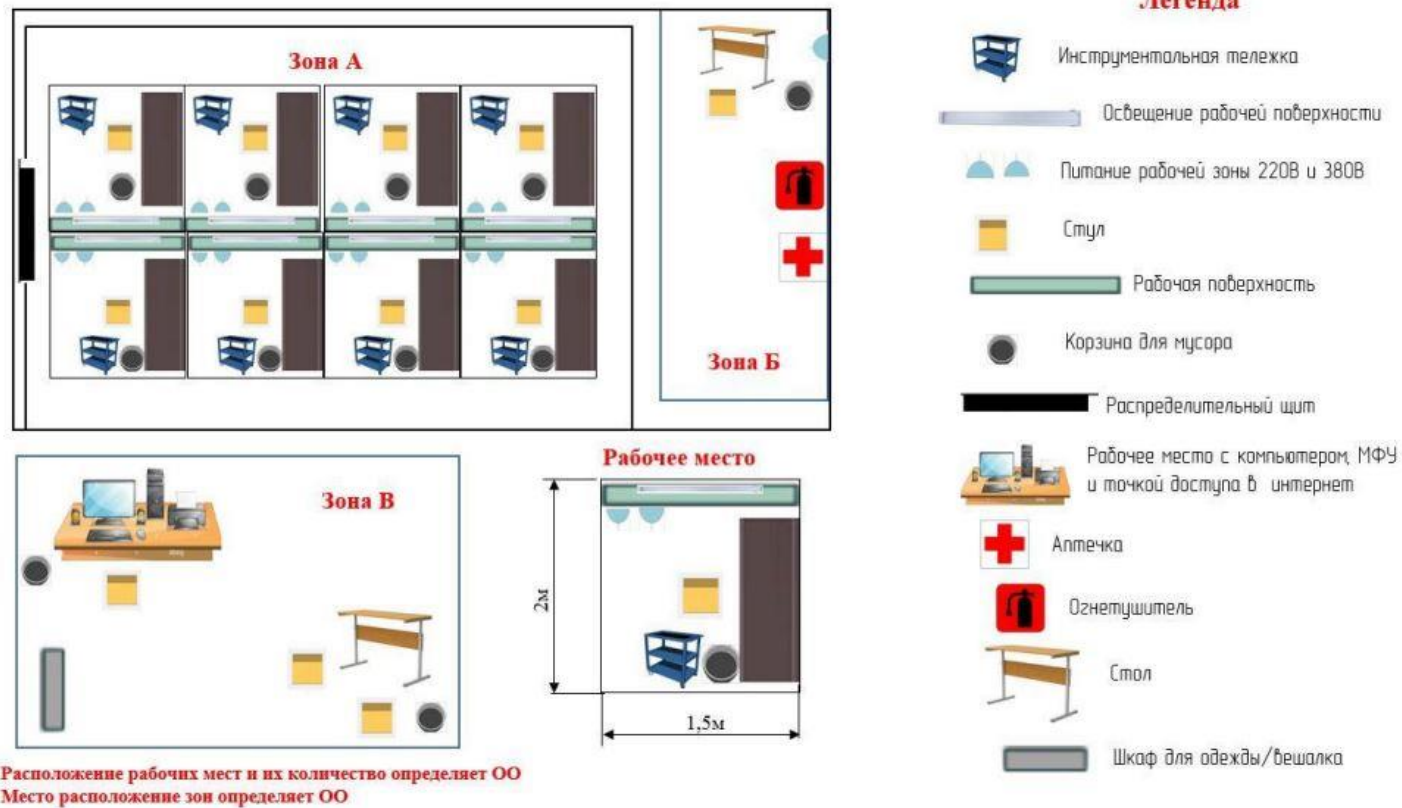 Легенда
Зона А
Зона Б
Инструментальная тележка
Освещение рабочей поверхности
Питание рабочей зоны 220В и 380В
Стул
Рабочая поверхность
Корзина для мусора
Распределительный щит
Рабочее место с компьютером, МФУ
и точкой доступа в интернет
Аптечка
Огнетушитель
Стол
Шкаф для одежды/вешалка
Зона В
Рабочее место
2м
1,5м
Расположение рабочих мест и их количество определяет ОО
Место расположение зон определяет ОО